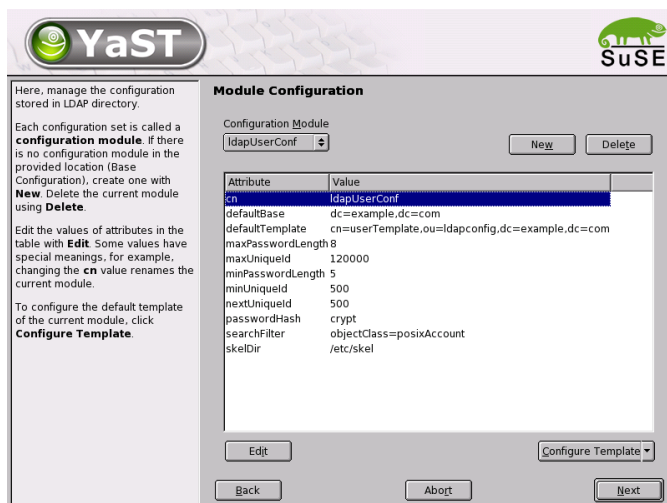 YaST
SuSE
Here, manage the configuration
stored in LDAP directory.
Each configuration set is called a
configuration module. If there
is no configuration module in the
provided location (Base
Configuration), create one with
New. Delete the current module
using Delete.
Edit the values of attributes in the
table with Edit. Some values have
special meanings, for example,
changing the cn value renames the
current module.
To configure the default template
of the current module, click
Configure Template.
Module Configuration
Configuration Module
ldapUserConf
New Delete
Attribute Value
cn ldapUserConf
defaultBase dc=example,dc=com
defaultTemplate cn=userTemplate,ou=ldapconfig,dc=example,dc=com
maxPasswordLength 8
maxUniqueId 120000
minPasswordLength 5
minUniqueId 500
nextUniqueId 500
passwordHash crypt
searchFilter objectClass=posixAccount
skelDir /etc/skel
Edit Configure Template
Back Abort Next